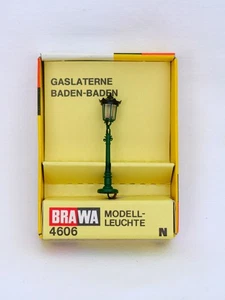 GASLATERNE
BADEN-BADEN
BRAWA
4606
MODELL-
LEUCHTE
N